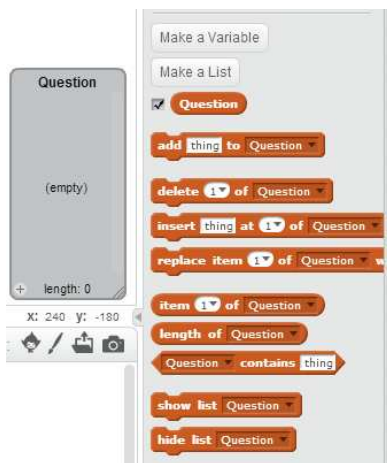 Question
(empty)
+ length: 0
x: 240 y: -180
Make a Variable
Make a List
Question
add thing to Question
delete 1 of Question
insert thing at 1 of Question
replace item 1 of Question w
item 1 of Question
length of Question
Question contains thing
show list Question
hide list Question